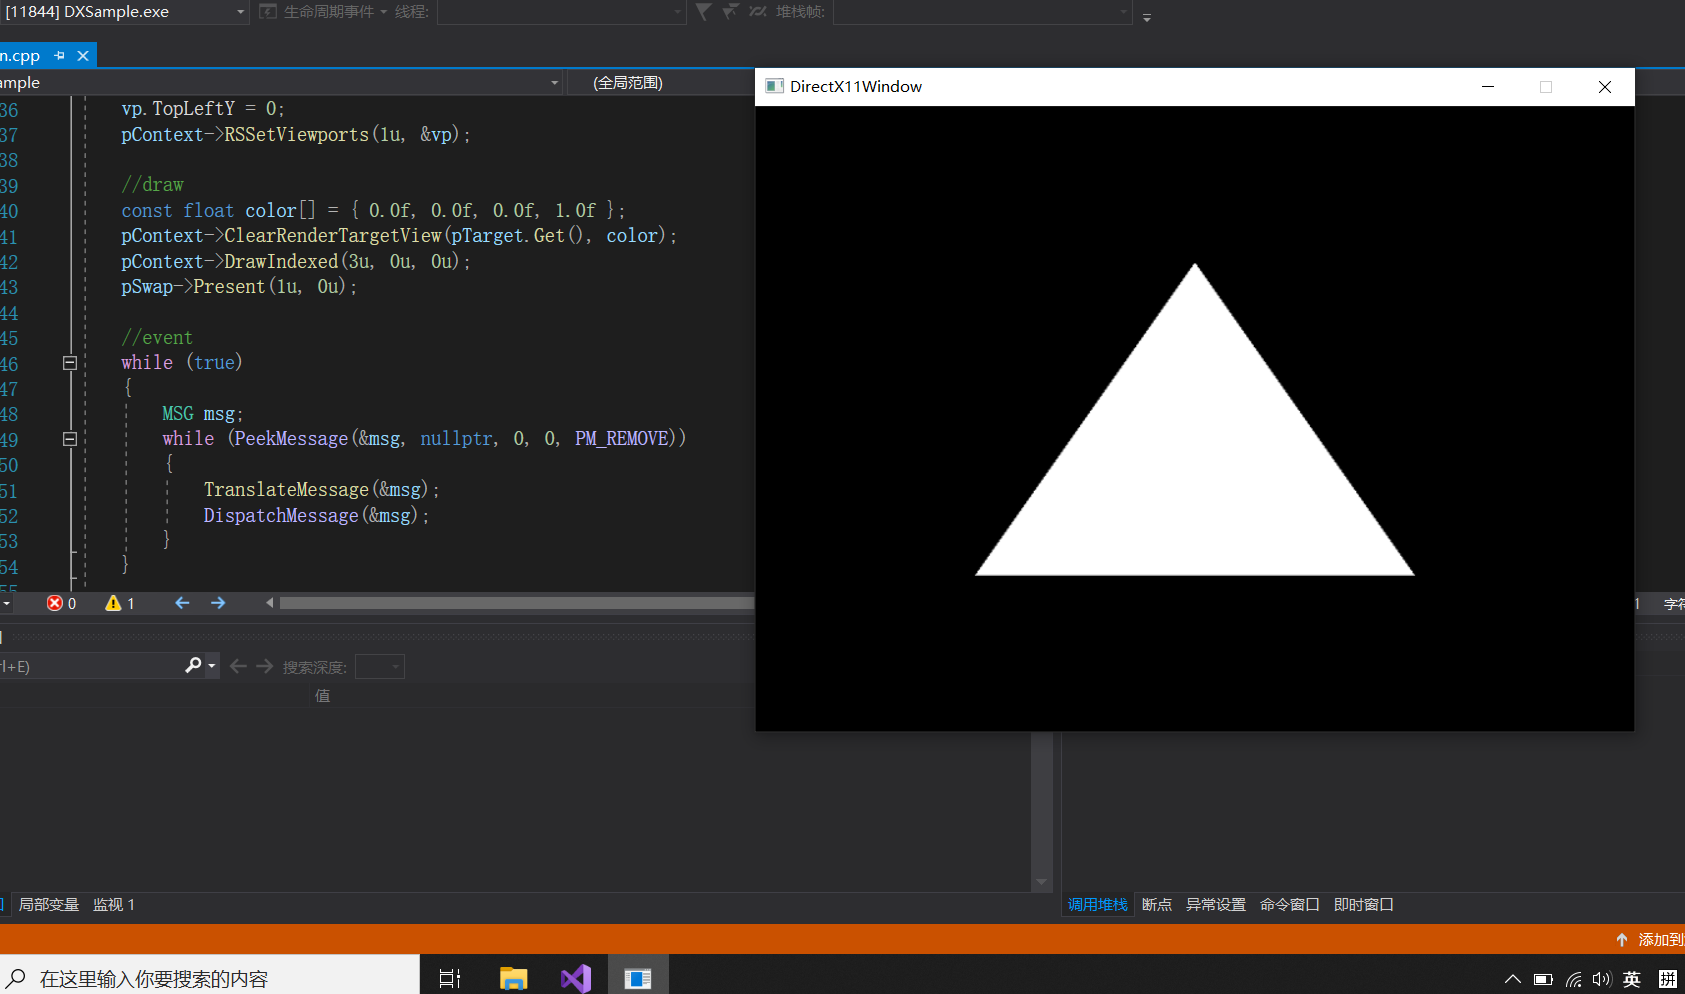 [11844] DXSample.exe 生命周期事件 线程: 堆栈帧:
n.cpp
ample (全局范围)
DirectX11Window
36 vp.TopLeftY = 0;
37 pContext->RSSetViewports(1u, &vp);
38
39 //draw
40 const float color[] = { 0.0f, 0.0f, 0.0f, 1.0f };
41 pContext->ClearRenderTargetView(pTarget.Get(), color);
42 pContext->DrawIndexed(3u, 0u, 0u);
43 pSwap->Present(1u, 0u);
44
45 //event
46 while (true)
47 {
48 MSG msg;
49 while (PeekMessage(&msg, nullptr, 0, 0, PM_REMOVE))
50 {
51 TranslateMessage(&msg);
52 DispatchMessage(&msg);
53 }
54 }
55
0 1 1 字符
l+E) 搜索深度:
值
局部变量 监视 1
调用堆栈 断点 异常设置 命令窗口 即时窗口
添加到
在这里输入你要搜索的内容 英 拼